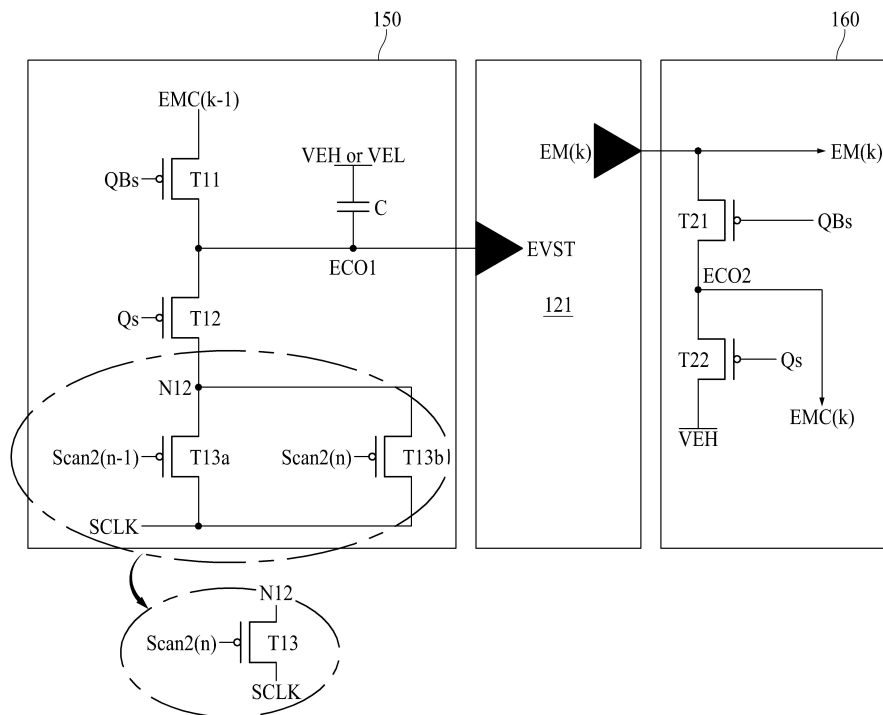 150
160
EMC(k-1)
QBs
T11
VEH or VEL
C
ECO1
EVST
121
EM(k)
EM(k)
T21
QBs
ECO2
T22
Qs
VEH
EMC(k)
Qs
T12
N12
Scan2(n-1)
T13a
Scan2(n)
T13b
SCLK
N12
Scan2(n)
T13
SCLK